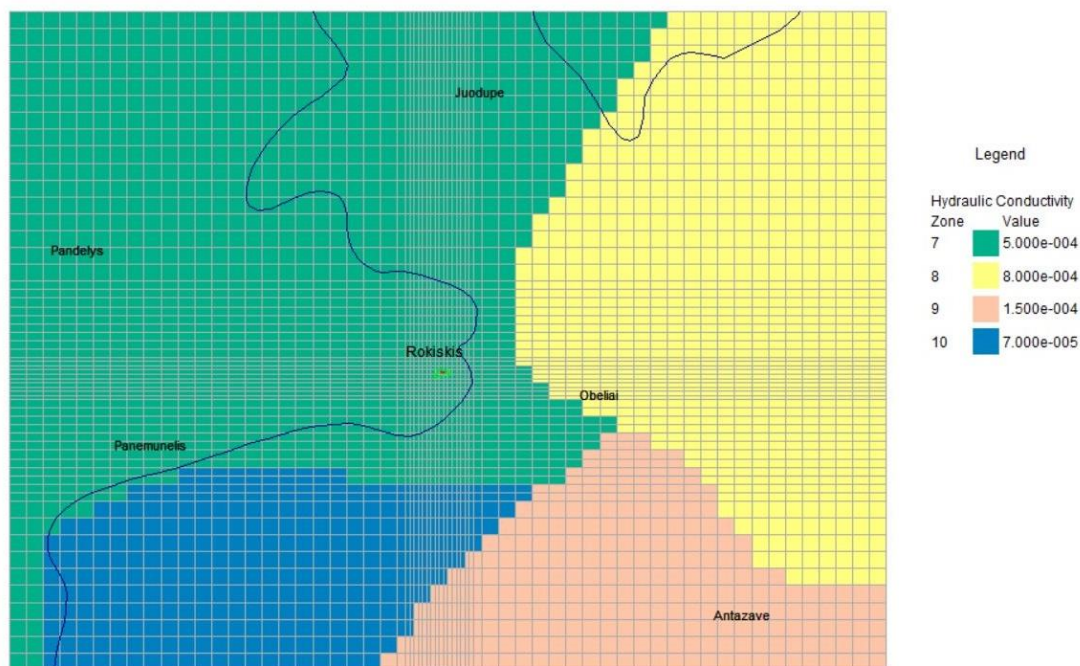 Juodupe
Legend
Hydraulic Conductivity
Zone Value
7 5.000e-004
Pandelys
8 8.000e-004
9 1.500e-004
10 7.000e-005
Rokiskis
Obeliai
Panemunelis
Antazave